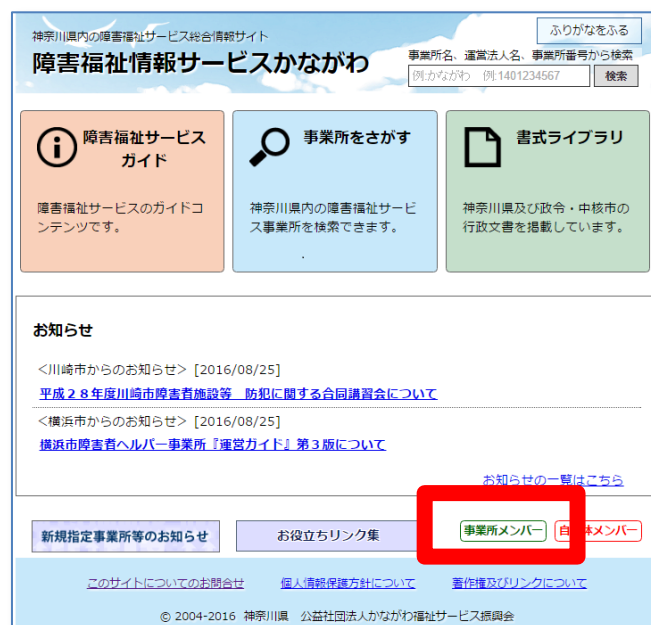 神奈川県内の障害福祉サービス総合情報サイト
ふりがなをふる
障害福祉情報サービスかながわ
事業所名、運営法人名、事業所番号から検索
例:かながわ 例:1401234567
検索
障害福祉サービス
ガイド
障害福祉サービスのガイドコ
ンテンツです。
事業所をさがす
神奈川県内の障害福祉サービ
ス事業所を検索できます。
.
書式ライブラリ
神奈川県及び政令・中核市の
行政文書を掲載しています。
お知らせ
<川崎市からのお知らせ> [2016/08/25]
平成28年度川崎市障害者施設等 防犯に関する合同講習会について
<横浜市からのお知らせ> [2016/08/25]
横浜市障害者ヘルパー事業所『運営ガイド』第3版について
お知らせの一覧はこちら
新規指定事業所等のお知らせ
お役立ちリンク集
事業所メンバー
自 体メンバー
このサイトについてのお問合せ 個人情報保護方針について 著作権及びリンクについて
© 2004-2016 神奈川県 公益社団法人かながわ福祉サービス振興会